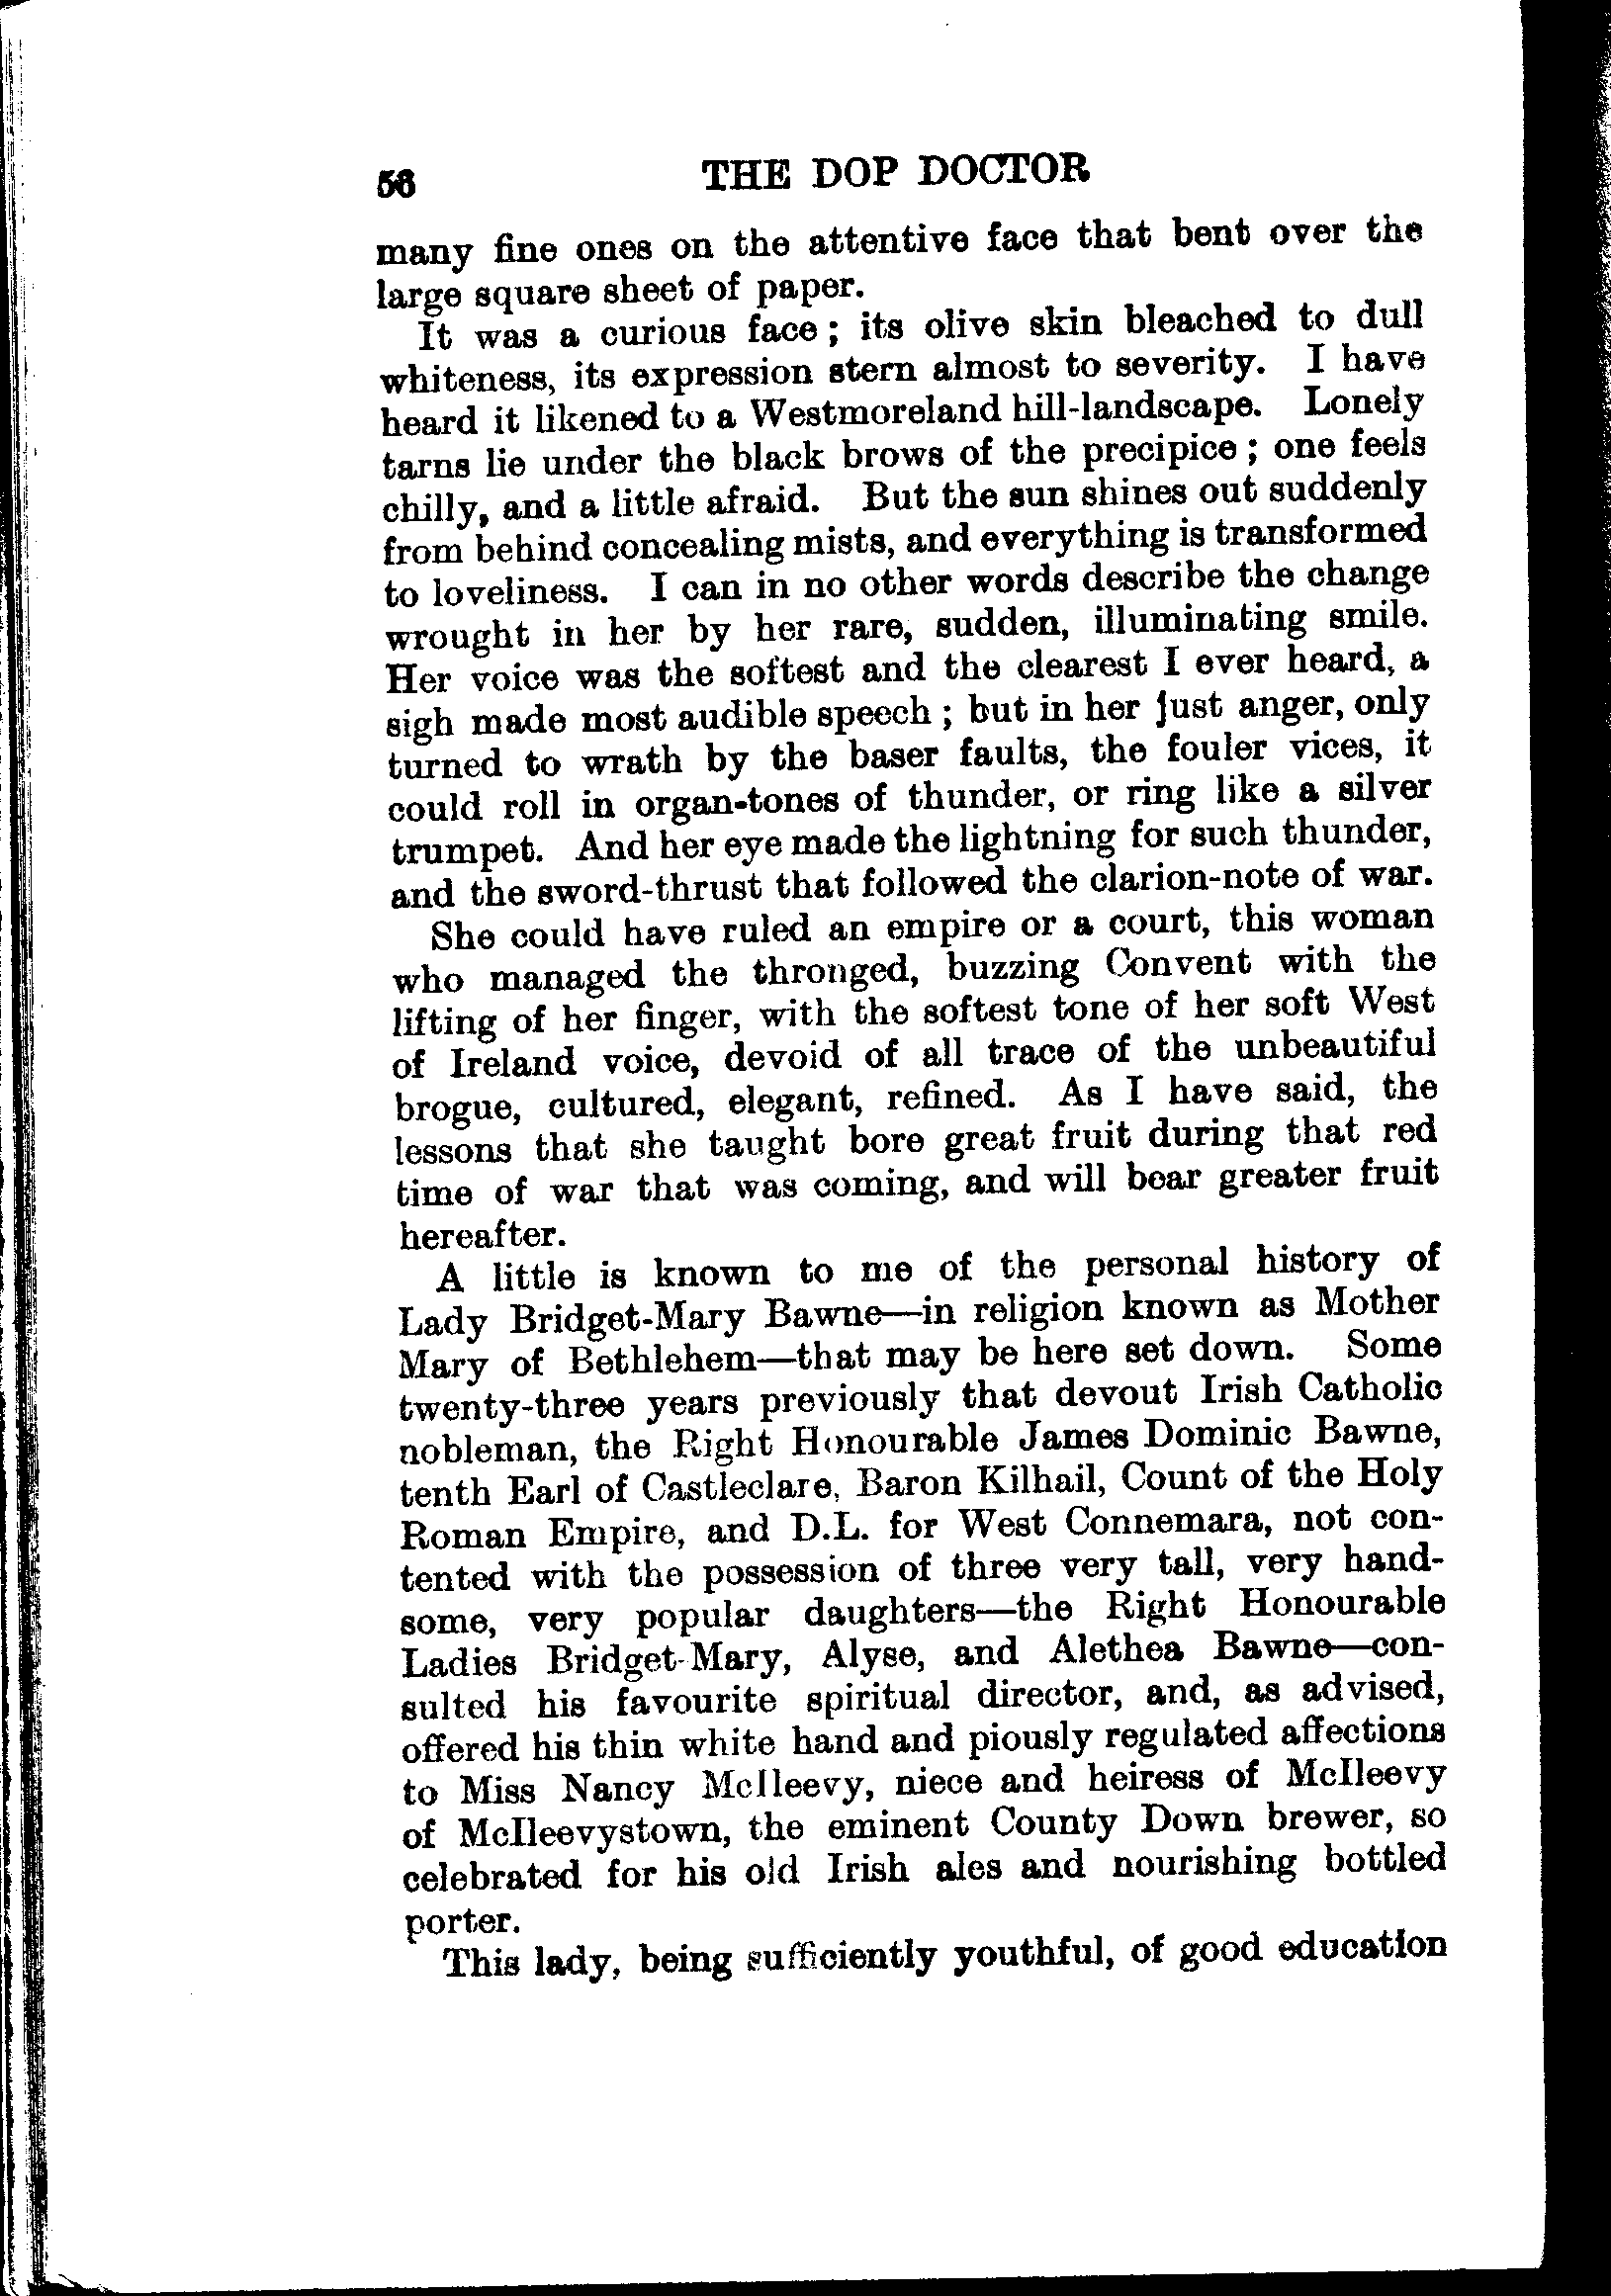 56 THE DOP DOCTOR
many fine ones on the attentive face that bent over the
large square sheet of paper.
It was a curious face; its olive skin bleached to dull
whiteness, its expression stern almost to severity. I have
heard it likened to a Westmoreland hill-landscape. Lonely
tarns lie under the black brows of the precipice; one feels
chilly, and a little afraid. But the sun shines out suddenly
from behind concealing mists, and everything is transformed
to loveliness. I can in no other words describe the change
wrought in her by her rare, sudden, illuminating smile.
Her voice was the softest and the clearest I ever heard, a
sigh made most audible speech; but in her just anger, only
turned to wrath by the baser faults, the fouler vices, it
could roll in organ-tones of thunder, or ring like a silver
trumpet. And her eye made the lightning for such thunder,
and the sword-thrust that followed the clarion-note of war.
She could have ruled an empire or a court, this woman
who managed the thronged, buzzing Convent with the
lifting of her finger, with the softest tone of her soft West
of Ireland voice, devoid of all trace of the unbeautiful
brogue, cultured, elegant, refined. As I have said, the
lessons that she taught bore great fruit during that red
time of war that was coming, and will bear greater fruit
hereafter.
A little is known to me of the personal history of
Lady Bridget-Mary Bawne—in religion known as Mother
Mary of Bethlehem—that may be here set down. Some
twenty-three years previously that devout Irish Catholic
nobleman, the Right Honourable James Dominic Bawne,
tenth Earl of Castleclare, Baron Kilhail, Count of the Holy
Roman Empire, and D.L. for West Connemara, not con-
tented with the possession of three very tall, very hand-
some, very popular daughters—the Right Honourable
Ladies Bridget-Mary, Alyse, and Alethea Bawne—con-
sulted his favourite spiritual director, and, as advised,
offered his thin white hand and piously regulated affections
to Miss Nancy McIleevy, niece and heiress of McIleevy
of McIleevystown, the eminent County Down brewer, so
celebrated for his old Irish ales and nourishing bottled
porter.
This lady, being sufficiently youthful, of good education